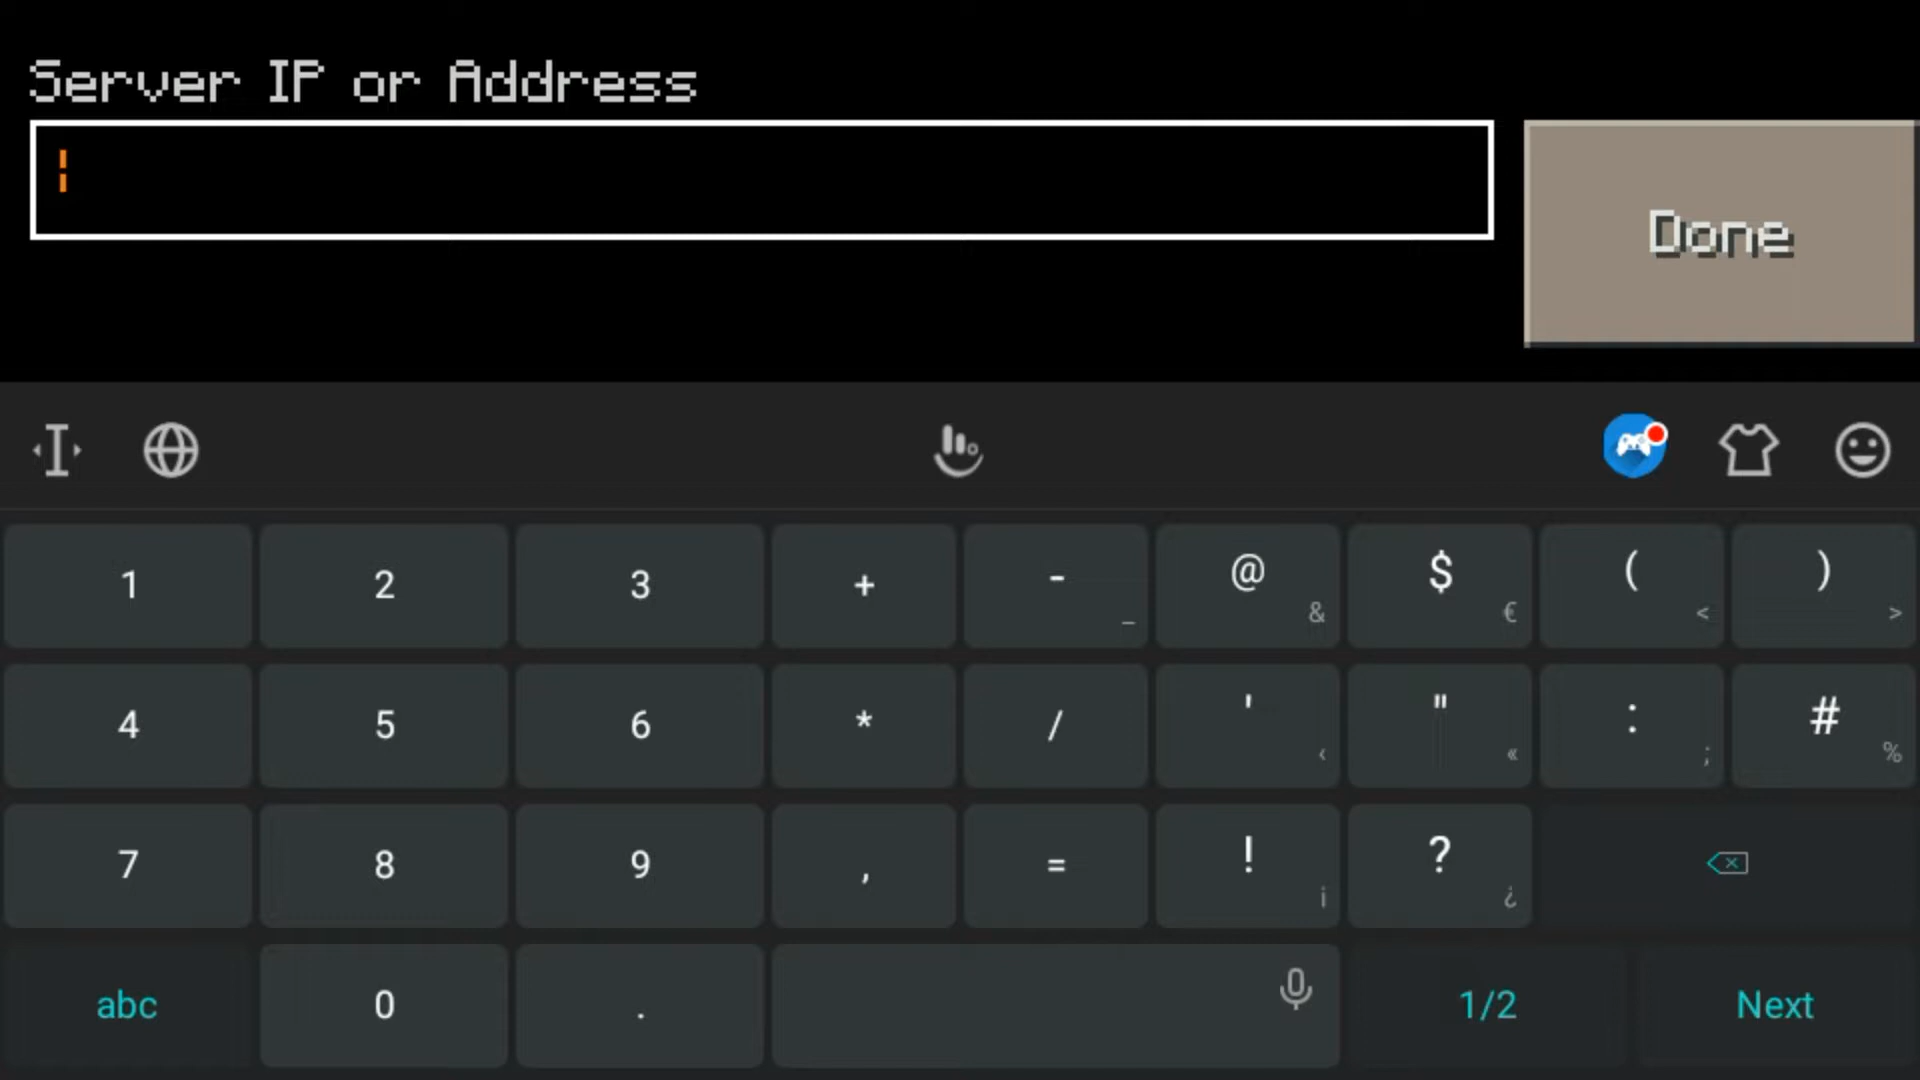 Server IP or Address
Done
1 2 3 + - _ @ & $ € ( < ) >
4 5 6 * / ' ‹ " « : ; # %
7 8 9 , = ! ¡ ? ¿
abc 0 . 1/2 Next